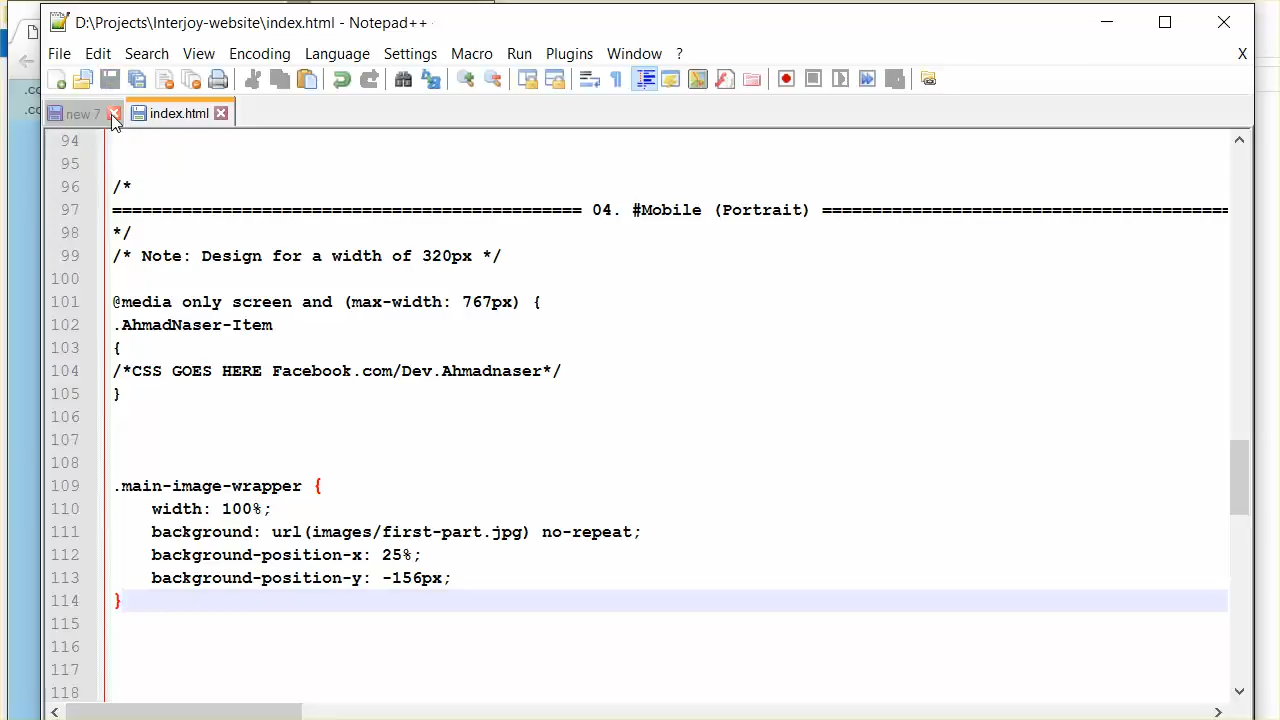 D:\Projects\Interjoy-website\index.html - Notepad++
File Edit Search View Encoding Language Settings Macro Run Plugins Window ? X
new 7 index.html
94
95
96 /*
97 =============================================== 04. #Mobile (Portrait) =========================================
98 */
99 /* Note: Design for a width of 320px */
100
101 @media only screen and (max-width: 767px) {
102 .AhmadNaser-Item
103 {
104 /*CSS GOES HERE Facebook.com/Dev.Ahmadnaser*/
105 }
106
107
108
109 .main-image-wrapper {
110 width: 100%;
111 background: url(images/first-part.jpg) no-repeat;
112 background-position-x: 25%;
113 background-position-y: -156px;
114 }
115
116
117
118